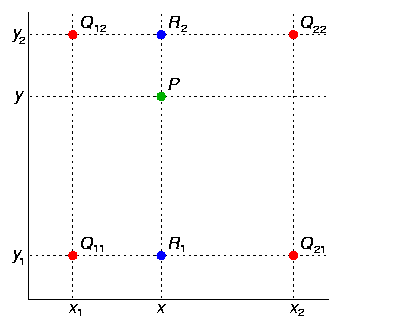 y₂ Q₁₂ R₂ Q₂₂
y P
y₁ Q₁₁ R₁ Q₂₁
x₁ x x₂